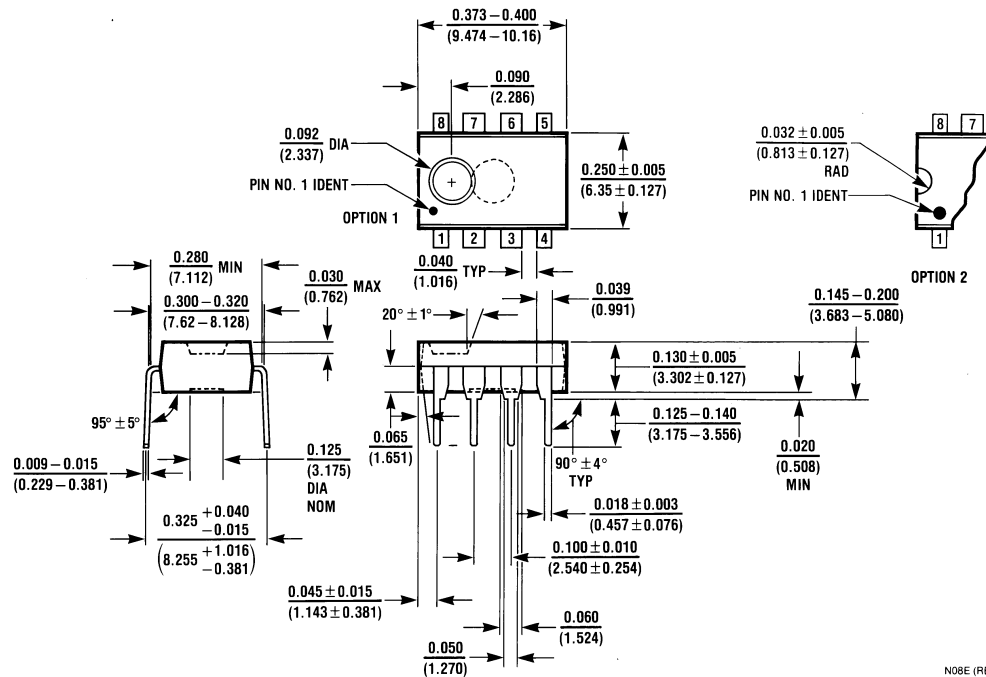 0.373 – 0.400
(9.474 – 10.16)
0.090
(2.286)
8 7 6 5
8 7
0.092
(2.337)
DIA
0.032 ± 0.005
(0.813 ± 0.127)
RAD
0.250 ± 0.005
(6.35 ± 0.127)
PIN NO. 1 IDENT
PIN NO. 1 IDENT
OPTION 1
1 2 3 4
1
OPTION 2
0.280
(7.112)
MIN
0.030
(0.762)
MAX
0.040
(1.016)
TYP
0.039
(0.991)
0.145 – 0.200
(3.683 – 5.080)
0.300 – 0.320
(7.62 – 8.128)
20° ± 1°
0.130 ± 0.005
(3.302 ± 0.127)
95° ± 5°
0.065
(1.651)
0.125 – 0.140
(3.175 – 3.556)
0.020
(0.508)
MIN
0.009 – 0.015
(0.229 – 0.381)
0.125
(3.175)
DIA
NOM
90° ± 4°
TYP
0.018 ± 0.003
(0.457 ± 0.076)
0.325 +0.040
−0.015
(8.255 +1.016
−0.381)
0.100 ± 0.010
(2.540 ± 0.254)
0.045 ± 0.015
(1.143 ± 0.381)
0.060
(1.524)
0.050
(1.270)
N08E (RE